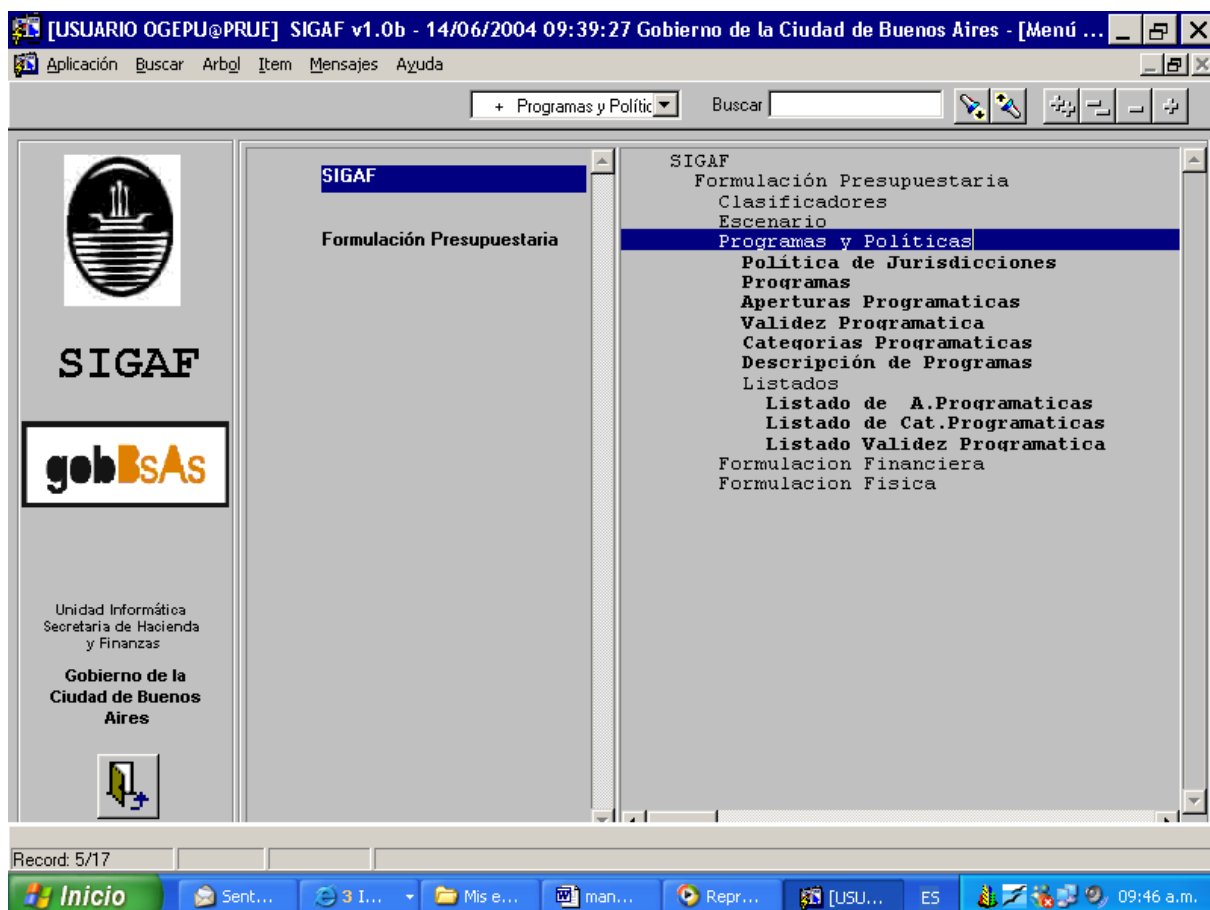 [USUARIO OGEPU@PRUE] SIGAF v1.0b - 14/06/2004 09:39:27 Gobierno de la Ciudad de Buenos Aires - [Menú ...
Aplicación Buscar Arbol Item Mensajes Ayuda
+ Programas y Polític Buscar
SIGAF
gobBsAs
Unidad Informática
Secretaria de Hacienda
y Finanzas
Gobierno de la
Ciudad de Buenos
Aires
SIGAF
Formulación Presupuestaria
SIGAF
Formulación Presupuestaria
Clasificadores
Escenario
Programas y Políticas
Política de Jurisdicciones
Programas
Aperturas Programaticas
Validez Programatica
Categorias Programaticas
Descripción de Programas
Listados
Listado de A.Programaticas
Listado de Cat.Programaticas
Listado Validez Programatica
Formulacion Financiera
Formulacion Fisica
Record: 5/17
Inicio Sent... 3 I... Mis e... man... Repr... [USU... ES 09:46 a.m.